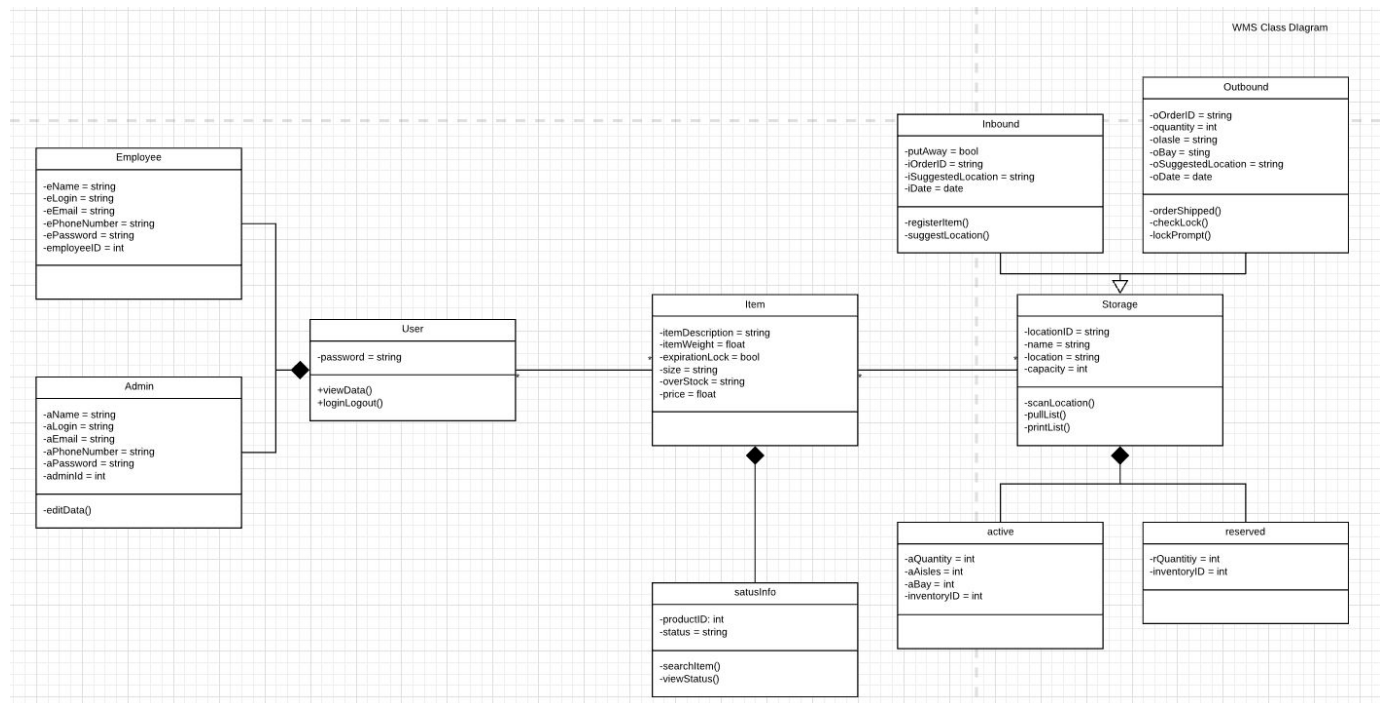 WMS Class DIagram
Employee
-eName = string
-eLogin = string
-eEmail = string
-ePhoneNumber = string
-ePassword = string
-employeeID = int
Admin
-aName = string
-aLogin = string
-aEmail = string
-aPhoneNumber = string
-aPassword = string
-adminId = int
-editData()
User
-password = string
+viewData()
+loginLogout()
*
Item
-itemDescription = string
-itemWeight = float
-expirationLock = bool
-size = string
-overStock = string
-price = float
*
*
satusInfo
-productID: int
-status = string
-searchItem()
-viewStatus()
Inbound
-putAway = bool
-iOrderID = string
-iSuggestedLocation = string
-iDate = date
-registerItem()
-suggestLocation()
Outbound
-oOrderID = string
-oquantity = int
-oIasle = string
-oBay = sting
-oSuggestedLocation = string
-oDate = date
-orderShipped()
-checkLock()
-lockPrompt()
Storage
-locationID = string
-name = string
-location = string
-capacity = int
-scanLocation()
-pullList()
-printList()
*
active
-aQuantity = int
-aAisles = int
-aBay = int
-inventoryID = int
reserved
-rQuantitiy = int
-inventoryID = int